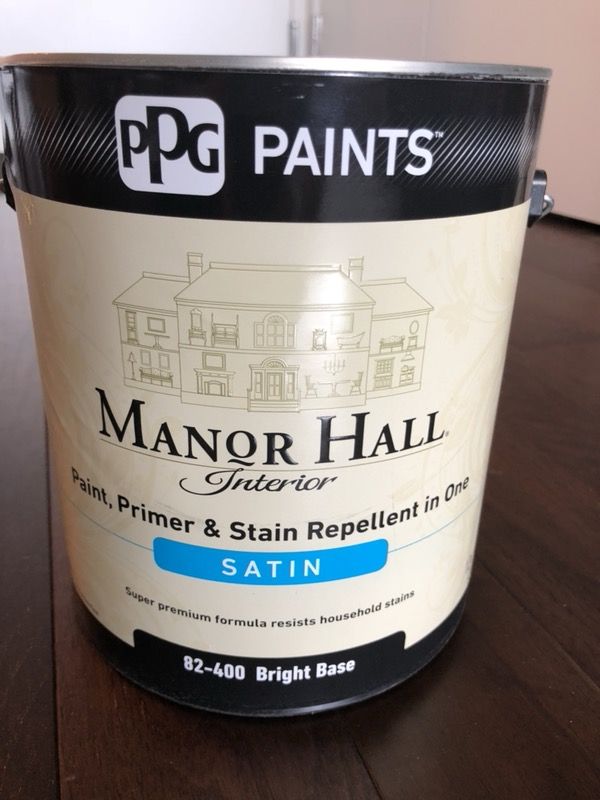 PPG PAINTS™
MANOR HALL®
Interior
Paint, Primer & Stain Repellent in One
SATIN
Super premium formula resists household stains
82-400 Bright Base